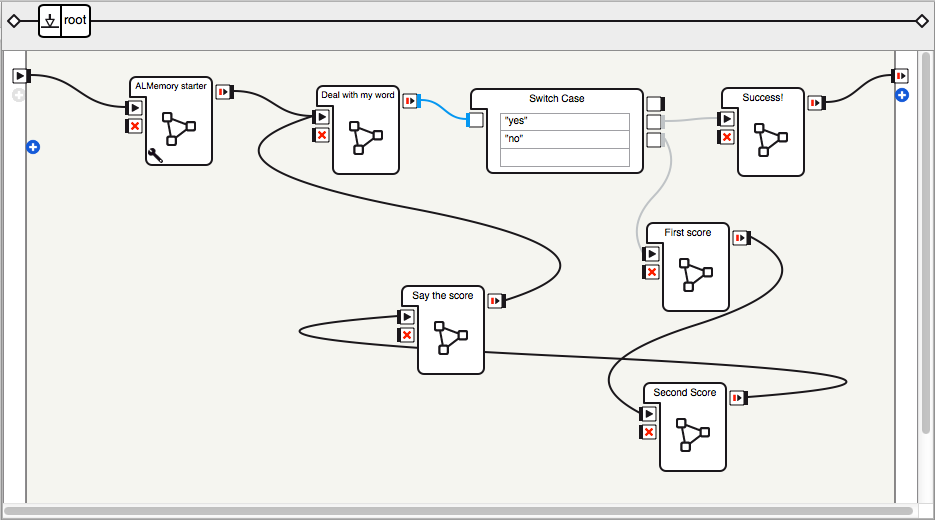 root
ALMemory starter
Deal with my word
Switch Case
"yes"
"no"
Success!
First score
Say the score
Second Score